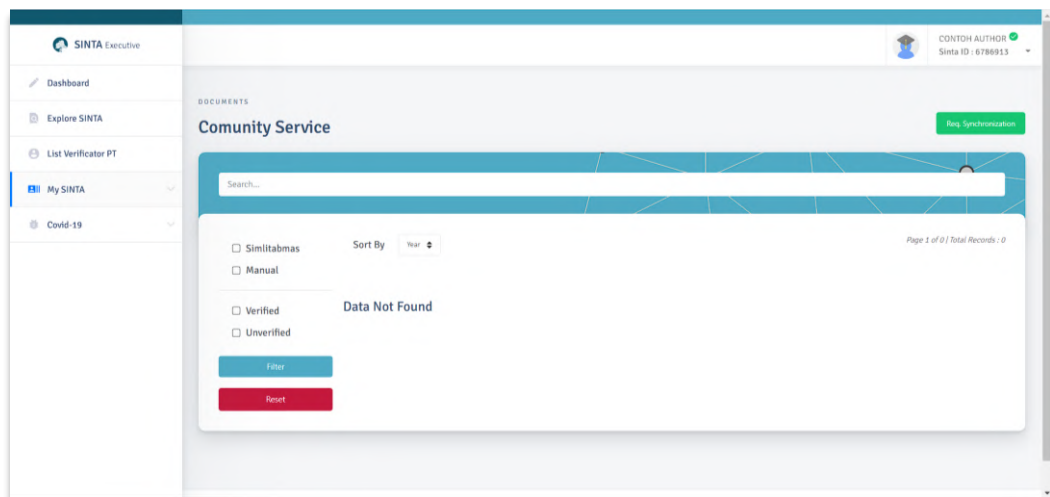 SINTA Executive
CONTOH AUTHOR
Sinta ID : 6786913
Dashboard
Explore SINTA
List Verificator PT
My SINTA
Covid-19
DOCUMENTS
Comunity Service
Req. Synchronization
Search...
Simlitabmas
Manual
Verified
Unverified
Filter
Reset
Sort By Year
Page 1 of 0 | Total Records : 0
Data Not Found